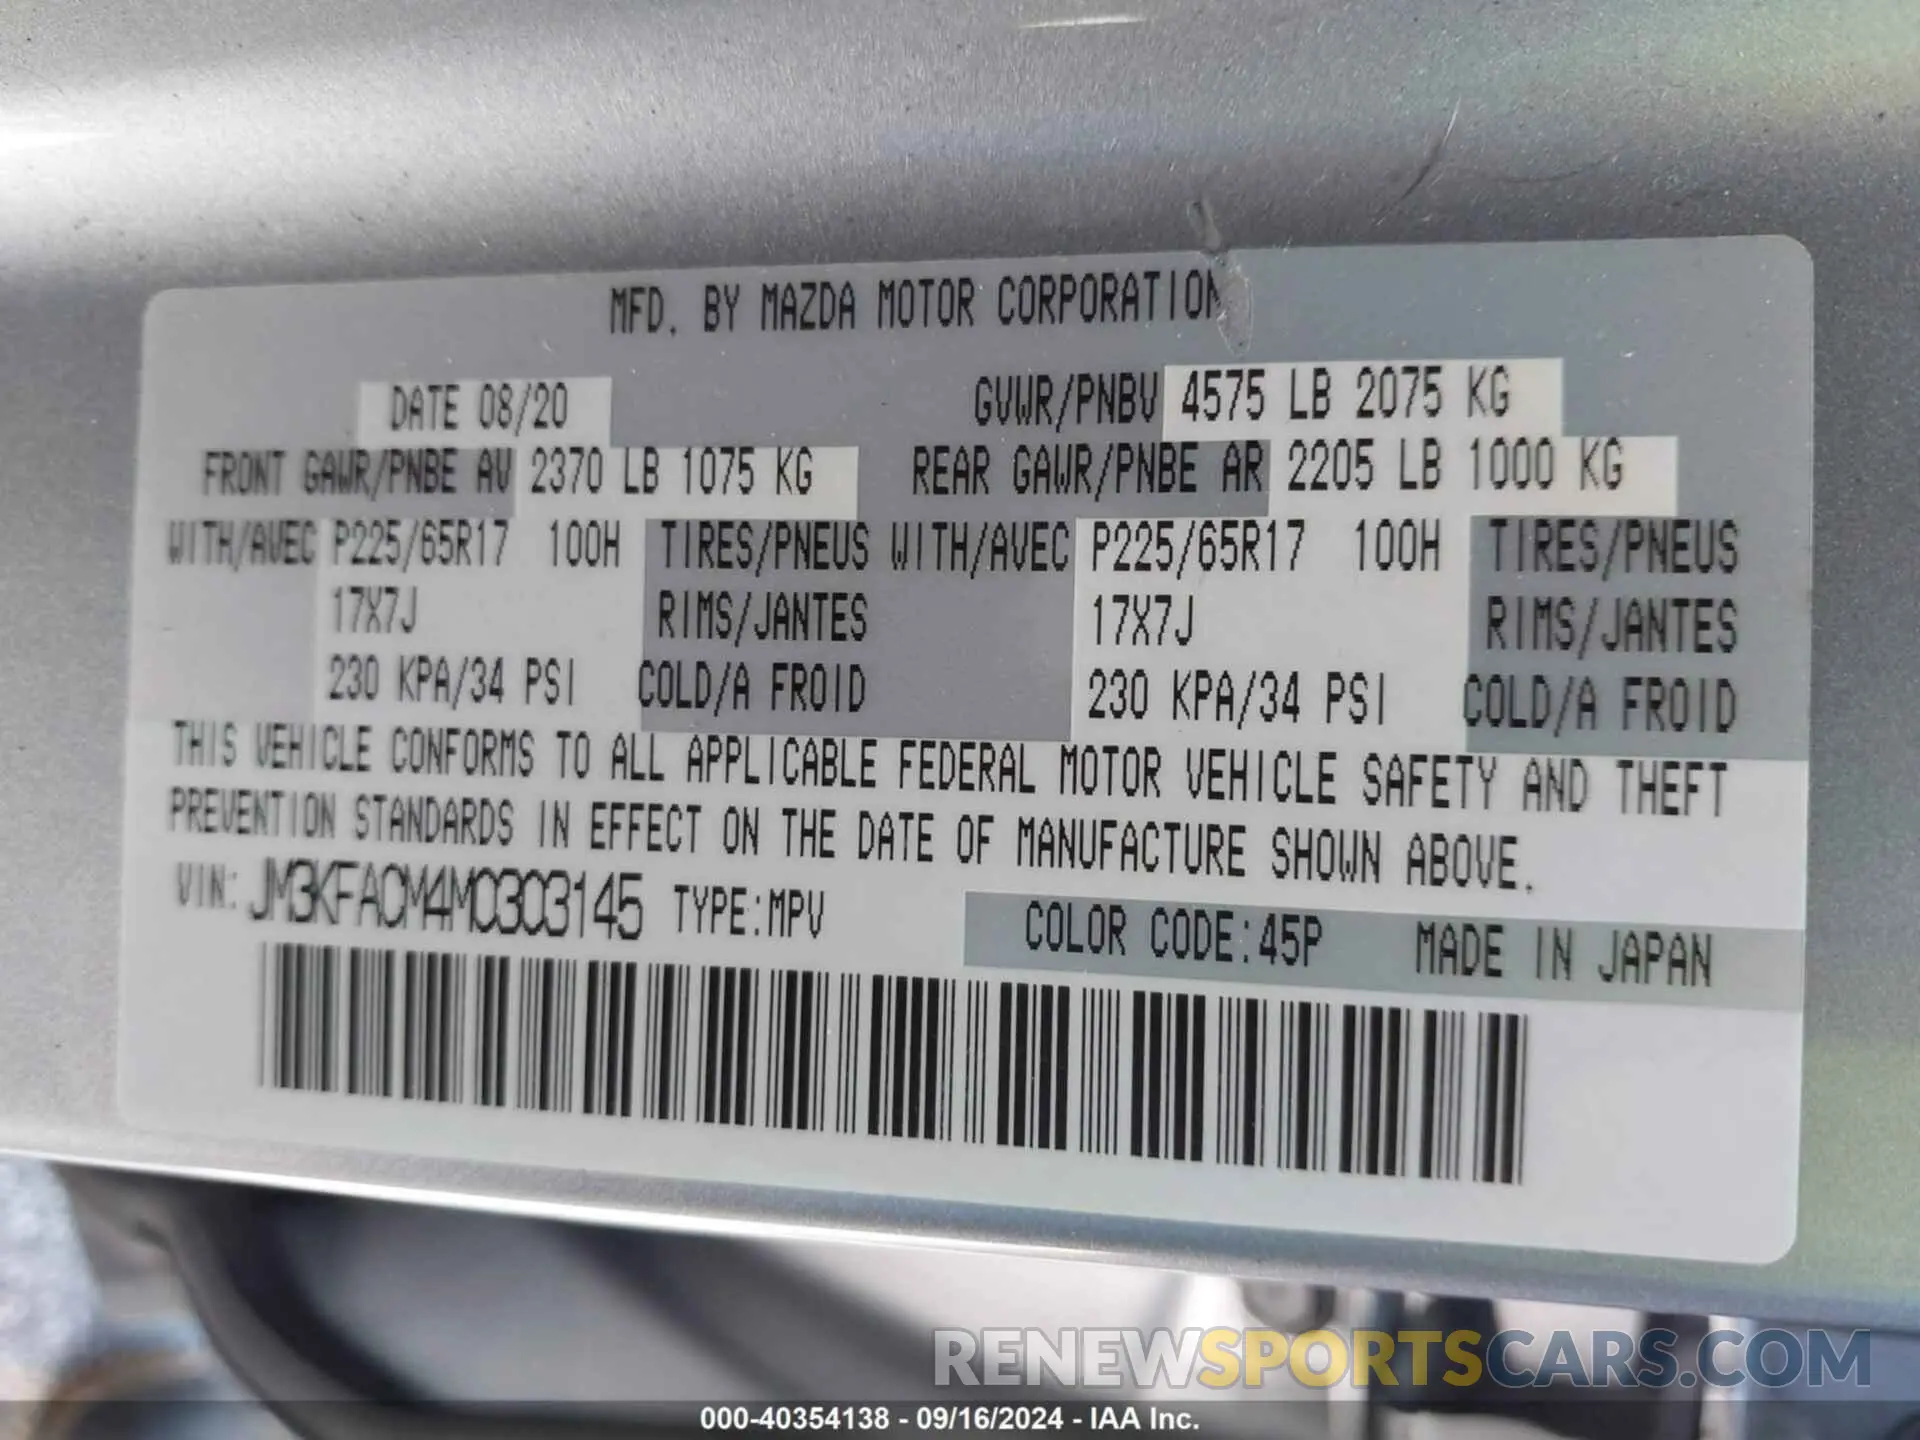 MFD. BY MAZDA MOTOR CORPORATION
DATE 08/20 GVWR/PNBV 4575 LB 2075 KG
FRONT GAWR/PNBE AV 2370 LB 1075 KG REAR GAWR/PNBE AR 2205 LB 1000 KG
WITH/AVEC P225/65R17 100H TIRES/PNEUS WITH/AVEC P225/65R17 100H TIRES/PNEUS
17X7J RIMS/JANTES 17X7J RIMS/JANTES
230 KPA/34 PSI COLD/A FROID 230 KPA/34 PSI COLD/A FROID
THIS VEHICLE CONFORMS TO ALL APPLICABLE FEDERAL MOTOR VEHICLE SAFETY AND THEFT
PREVENTION STANDARDS IN EFFECT ON THE DATE OF MANUFACTURE SHOWN ABOVE.
VIN: JM3KFACM4M0303145 TYPE:MPV COLOR CODE:45P MADE IN JAPAN
RENEWSPORTSCARS.COM
000-40354138 - 09/16/2024 - IAA Inc.